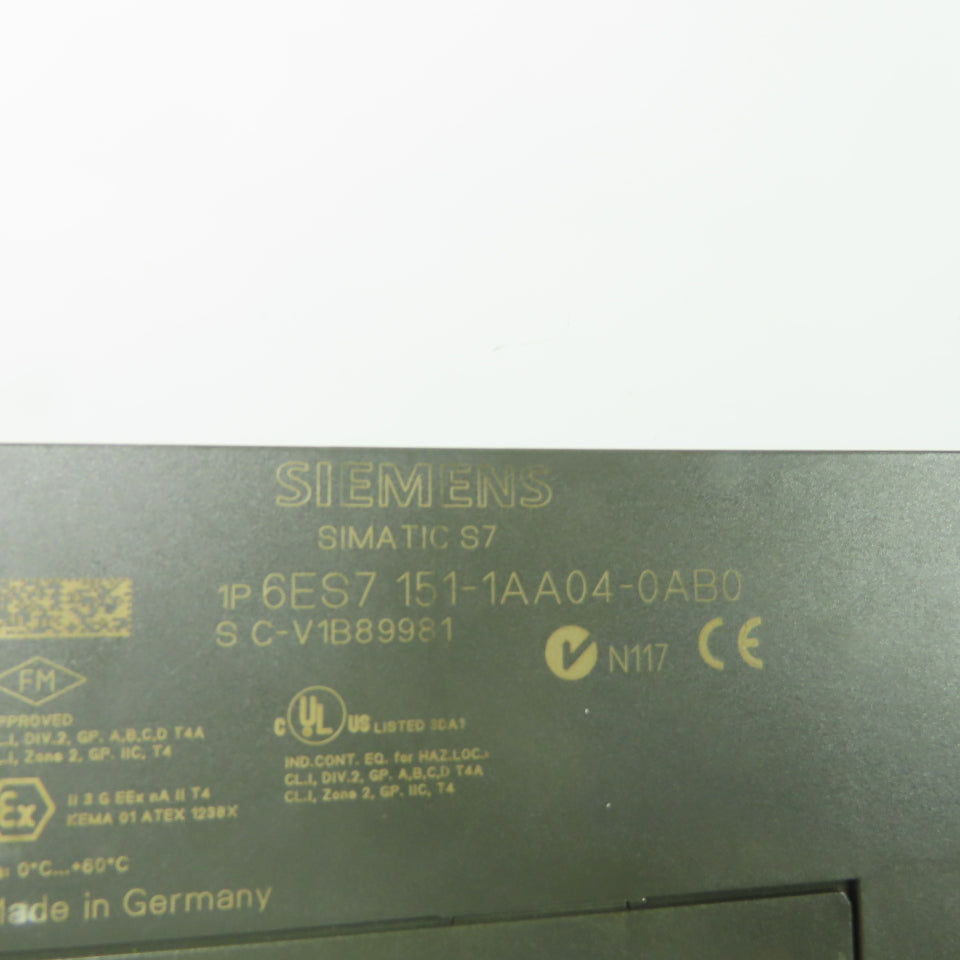 SIEMENS
SIMATIC S7
1P 6ES7 151-1AA04-0AB0
S C-V1B89981
N117 CE
FM
PPROVED
L.I, DIV.2, GP. A,B,C,D T4A
L.I, Zone 2, GP. IIC, T4
C UL US LISTED 3DA1
IND.CONT. EQ. for HAZ.LOC.
CL.I, DIV.2, GP. A,B,C,D T4A
CL.I, Zone 2, GP. IIC, T4
Ex II 3 G EEx nA II T4
KEMA 01 ATEX 1238X
0°C...+60°C
Made in Germany